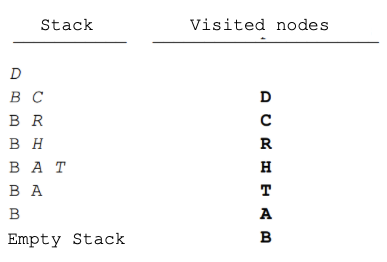 Stack Visited nodes
D
B C D
B R C
B H R
B A T H
B A T
B A
Empty Stack B